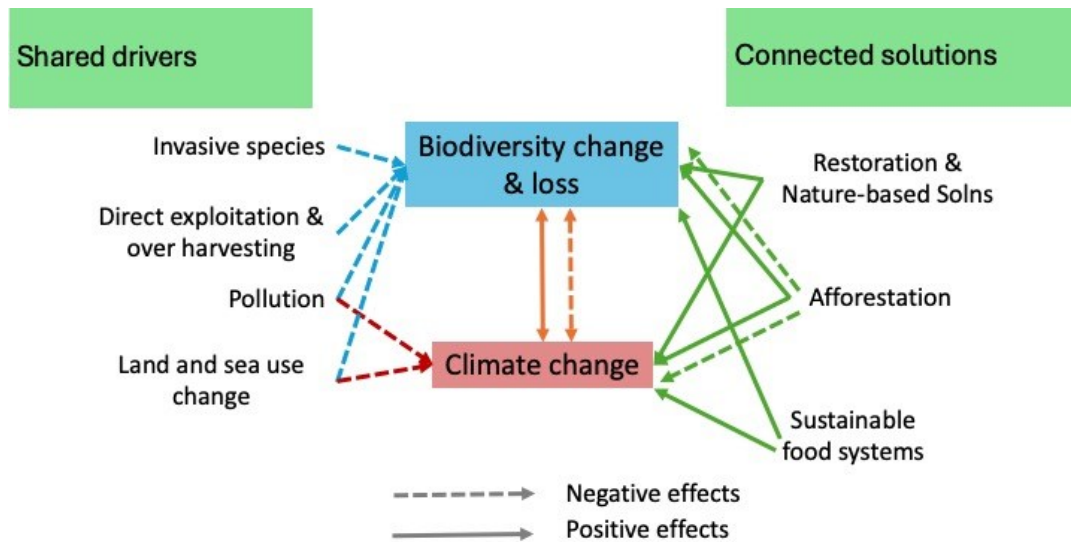 Shared drivers
Connected solutions
Invasive species
Direct exploitation &
over harvesting
Pollution
Land and sea use
change
Biodiversity change
& loss
Climate change
Restoration &
Nature-based Solns
Afforestation
Sustainable
food systems
Negative effects
Positive effects